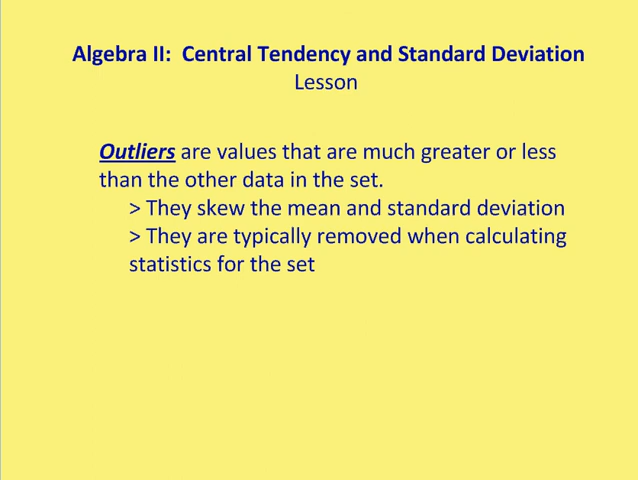 Algebra II:  Central Tendency and Standard Deviation
Lesson
Outliers are values that are much greater or less
than the other data in the set.
> They skew the mean and standard deviation
> They are typically removed when calculating
statistics for the set